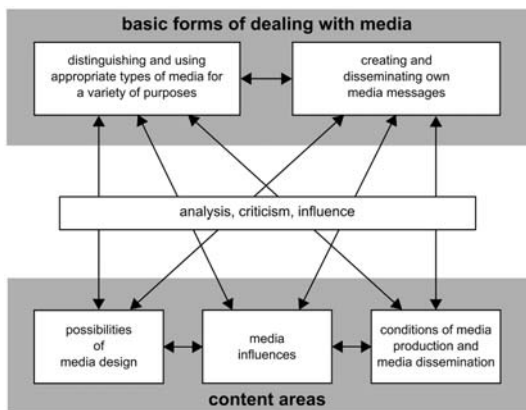 basic forms of dealing with media
distinguishing and using
appropriate types of media for
a variety of purposes
creating and
disseminating own
media messages
analysis, criticism, influence
possibilities
of
media design
media
influences
conditions of media
production and
media dissemination
content areas